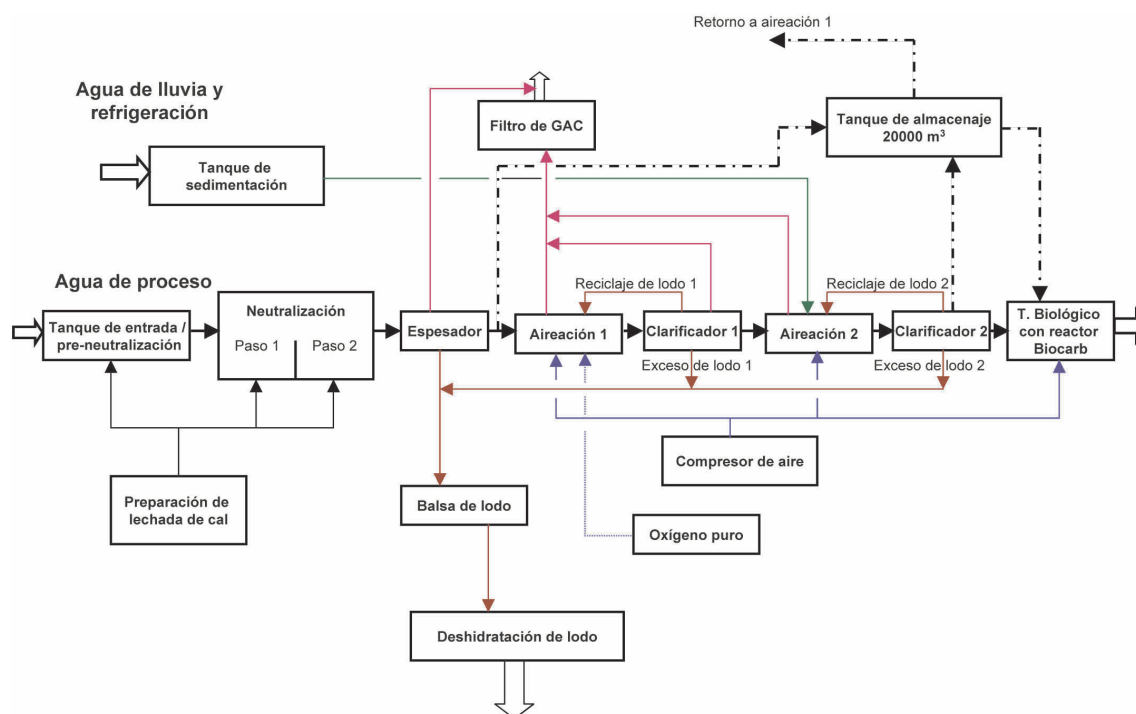 Retorno a aireación 1
Agua de lluvia y
refrigeración
Filtro de GAC
Tanque de almacenaje
20000 m³
Tanque de
sedimentación
Agua de proceso
Neutralización
Paso 1
Paso 2
Tanque de entrada /
pre-neutralización
Espesador
Reciclaje de lodo 1
Aireación 1
Clarificador 1
Exceso de lodo 1
Reciclaje de lodo 2
Aireación 2
Clarificador 2
Exceso de lodo 2
T. Biológico
con reactor
Biocarb
Compresor de aire
Preparación de
lechada de cal
Balsa de lodo
Oxígeno puro
Deshidratación de lodo